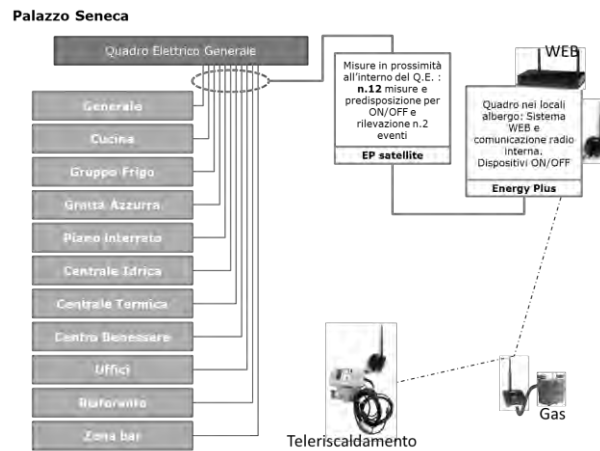 Palazzo Seneca
Quadro Elettrico Generale
Generale
Cucina
Gruppo Frigo
Grotta Azzurra
Piano Interrato
Centrale Idrica
Centrale Termica
Centro Benessere
Uffici
Ristorante
Zona bar
Misure in prossimità
all'interno del Q.E. :
n.12 misure e
predisposizione per
ON/OFF e
rilevazione n.2
eventi
EP satellite
WEB
Quadro nei locali
albergo: Sistema
WEB e
comunicazione radio
interna.
Dispositivi ON/OFF
Energy Plus
Teleriscaldamento
Gas